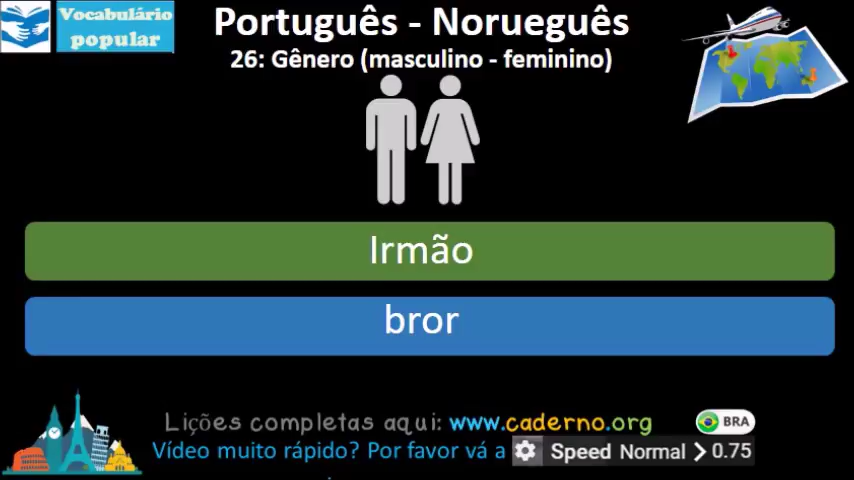 Vocabulário
popular
Português - Norueguês
26: Gênero (masculino - feminino)
Irmão
bror
Lições completas aqui: www.caderno.org
BRA
Vídeo muito rápido? Por favor vá a Speed Normal > 0.75